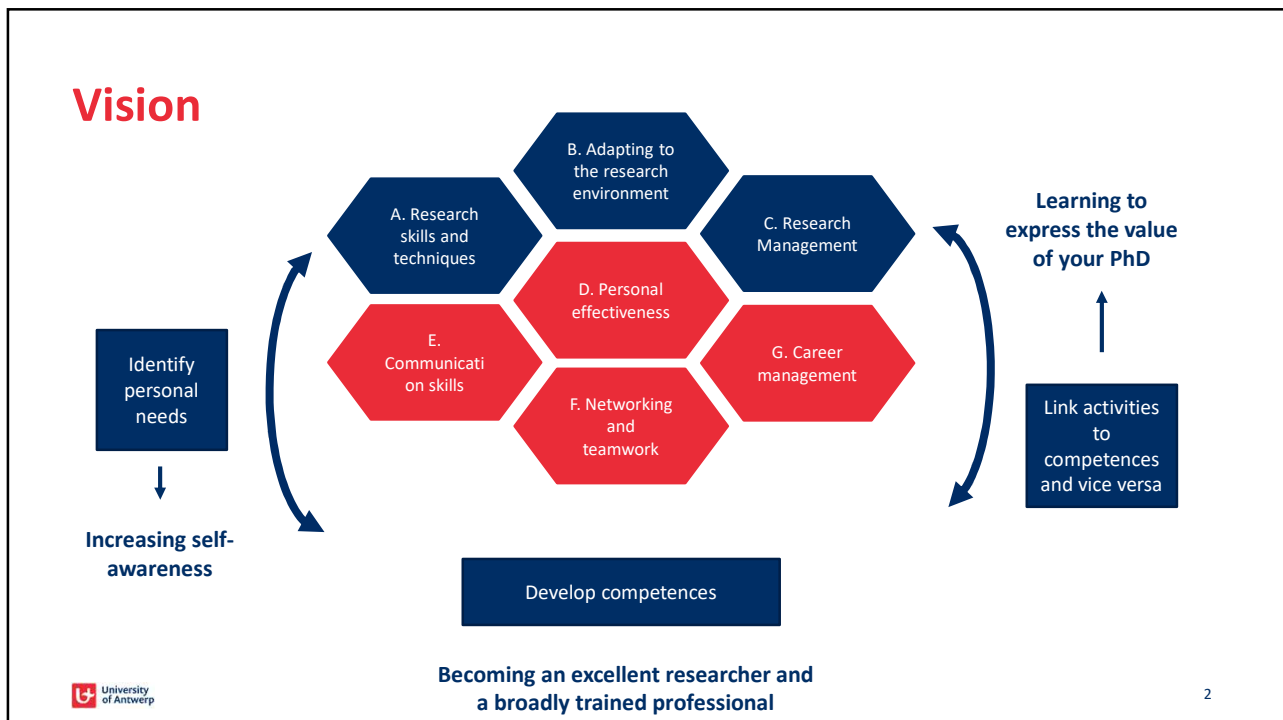 Vision
B. Adapting to
the research
environment
A. Research
skills and
techniques
C. Research
Management
D. Personal
effectiveness
E.
Communicati
on skills
G. Career
management
F. Networking
and
teamwork
Identify
personal
needs
Increasing self-
awareness
Learning to
express the value
of your PhD
Link activities
to
competences
and vice versa
Develop competences
Becoming an excellent researcher and
a broadly trained professional
University
of Antwerp
2